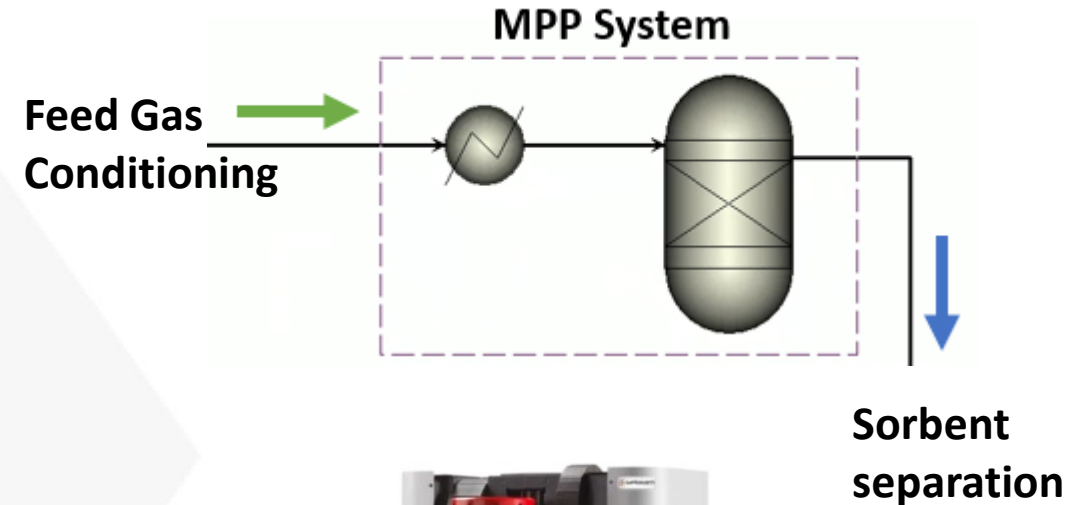 MPP System
Feed Gas
Conditioning
Sorbent
separation